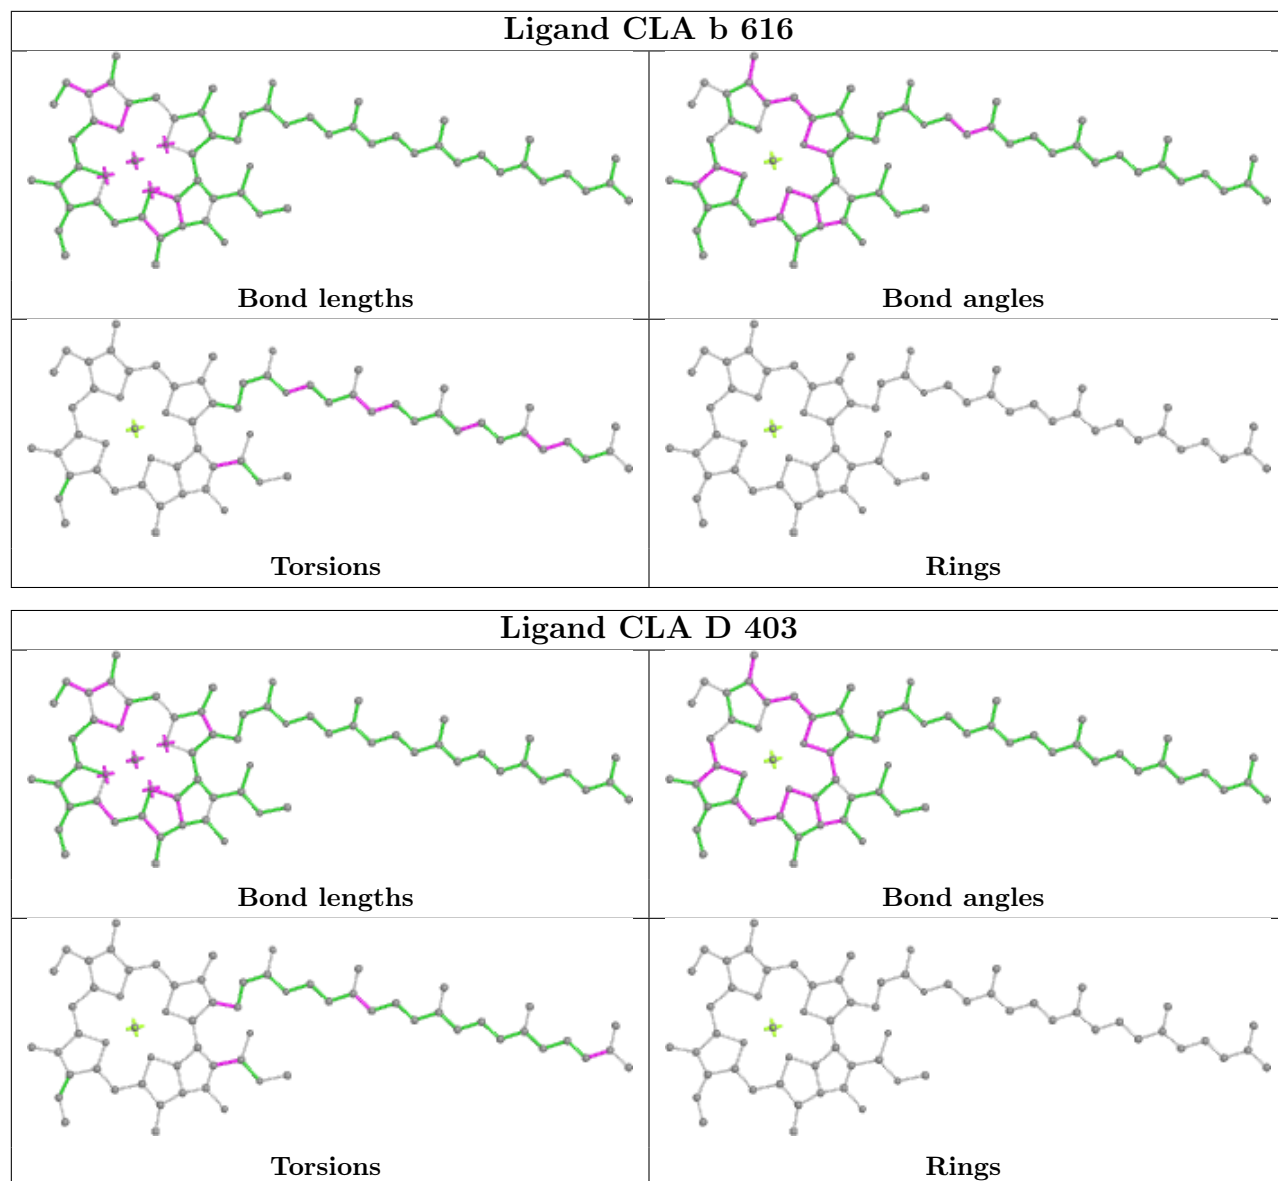 Ligand CLA b 616
Bond lengths
Bond angles
Torsions
Rings
Ligand CLA D 403
Bond lengths
Bond angles
Torsions
Rings